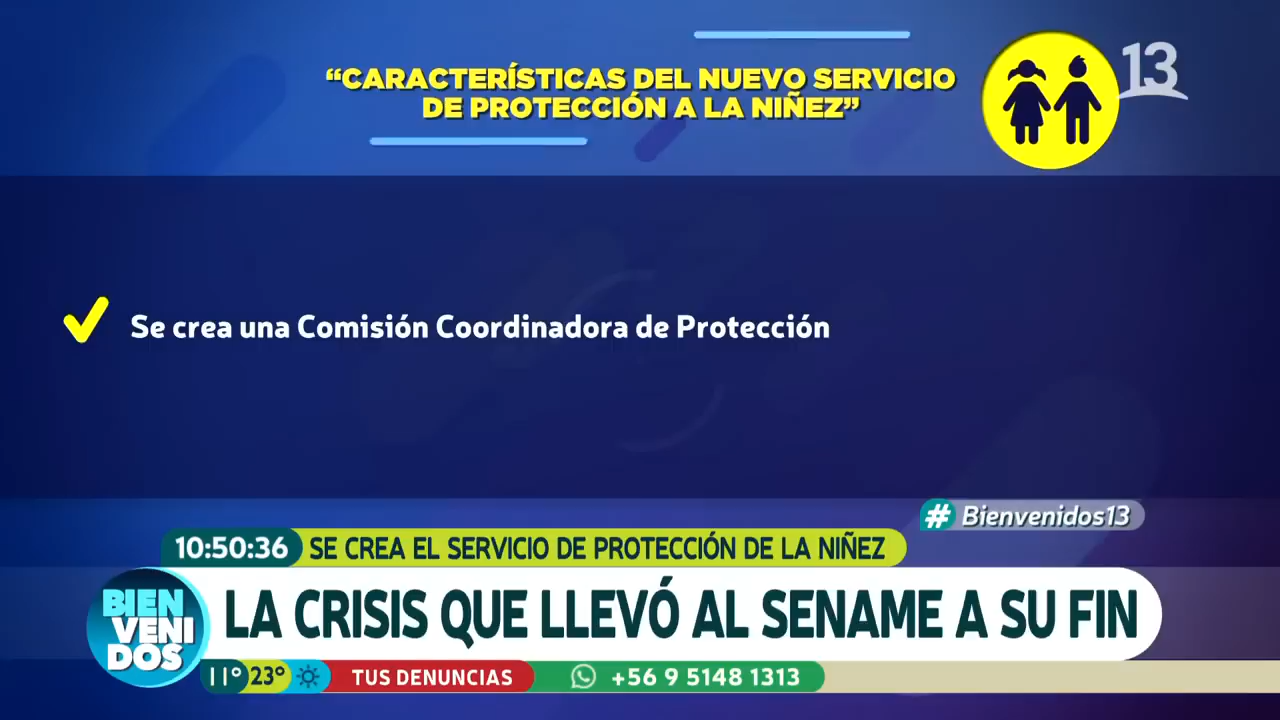 “CARACTERÍSTICAS DEL NUEVO SERVICIO
DE PROTECCIÓN A LA NIÑEZ”
13
Se crea una Comisión Coordinadora de Protección
# Bienvenidos13
10:50:36 SE CREA EL SERVICIO DE PROTECCIÓN DE LA NIÑEZ
BIEN
VENI
DOS
LA CRISIS QUE LLEVÓ AL SENAME A SU FIN
11° 23° TUS DENUNCIAS +56 9 5148 1313